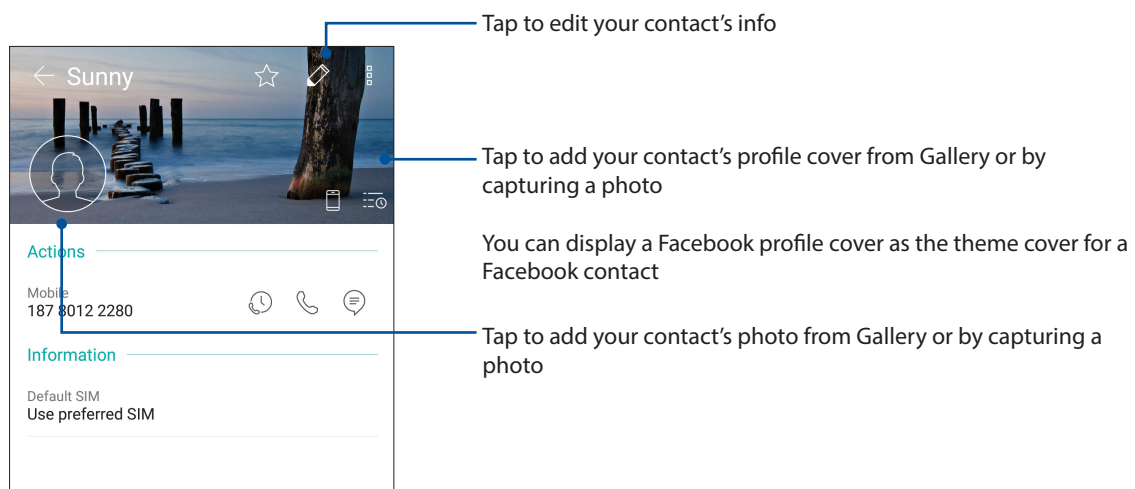 Tap to edit your contact's info
Sunny
Tap to add your contact's profile cover from Gallery or by
capturing a photo
You can display a Facebook profile cover as the theme cover for a
Facebook contact
Actions
Mobile
187 8012 2280
Tap to add your contact's photo from Gallery or by capturing a
photo
Information
Default SIM
Use preferred SIM